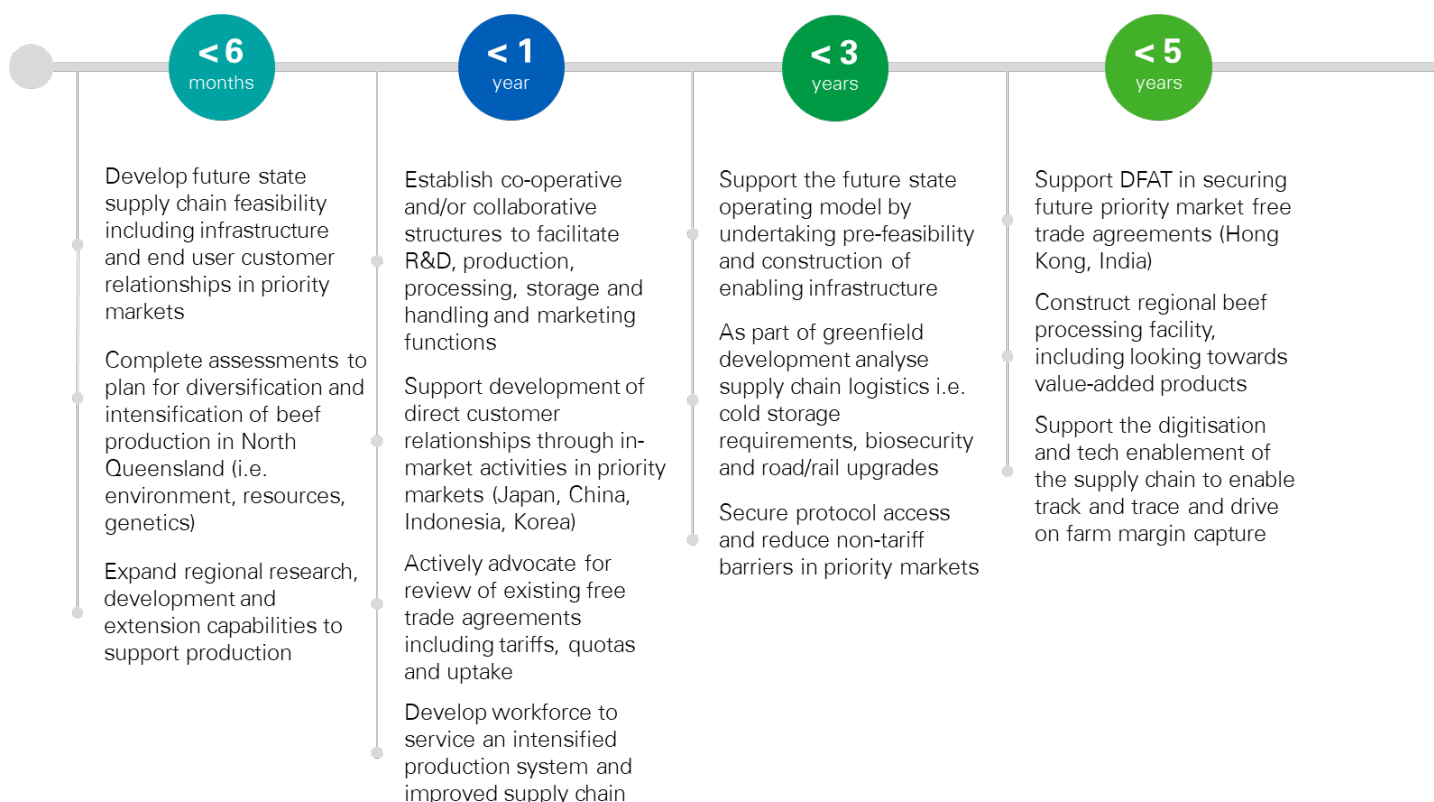 < 6
months
Develop future state
supply chain feasibility
including infrastructure
and end user customer
relationships in priority
markets
Complete assessments to
plan for diversification and
intensification of beef
production in North
Queensland (i.e.
environment, resources,
genetics)
Expand regional research,
development and
extension capabilities to
support production
< 1
year
Establish co-operative
and/or collaborative
structures to facilitate
R&D, production,
processing, storage and
handling and marketing
functions
Support development of
direct customer
relationships through in-
market activities in priority
markets (Japan, China,
Indonesia, Korea)
Actively advocate for
review of existing free
trade agreements
including tariffs, quotas
and uptake
Develop workforce to
service an intensified
production system and
improved supply chain
< 3
years
Support the future state
operating model by
undertaking pre-feasibility
and construction of
enabling infrastructure
As part of greenfield
development analyse
supply chain logistics i.e.
cold storage
requirements, biosecurity
and road/rail upgrades
Secure protocol access
and reduce non-tariff
barriers in priority markets
< 5
years
Support DFAT in securing
future priority market free
trade agreements (Hong
Kong, India)
Construct regional beef
processing facility,
including looking towards
value-added products
Support the digitisation
and tech enablement of
the supply chain to enable
track and trace and drive
on farm margin capture